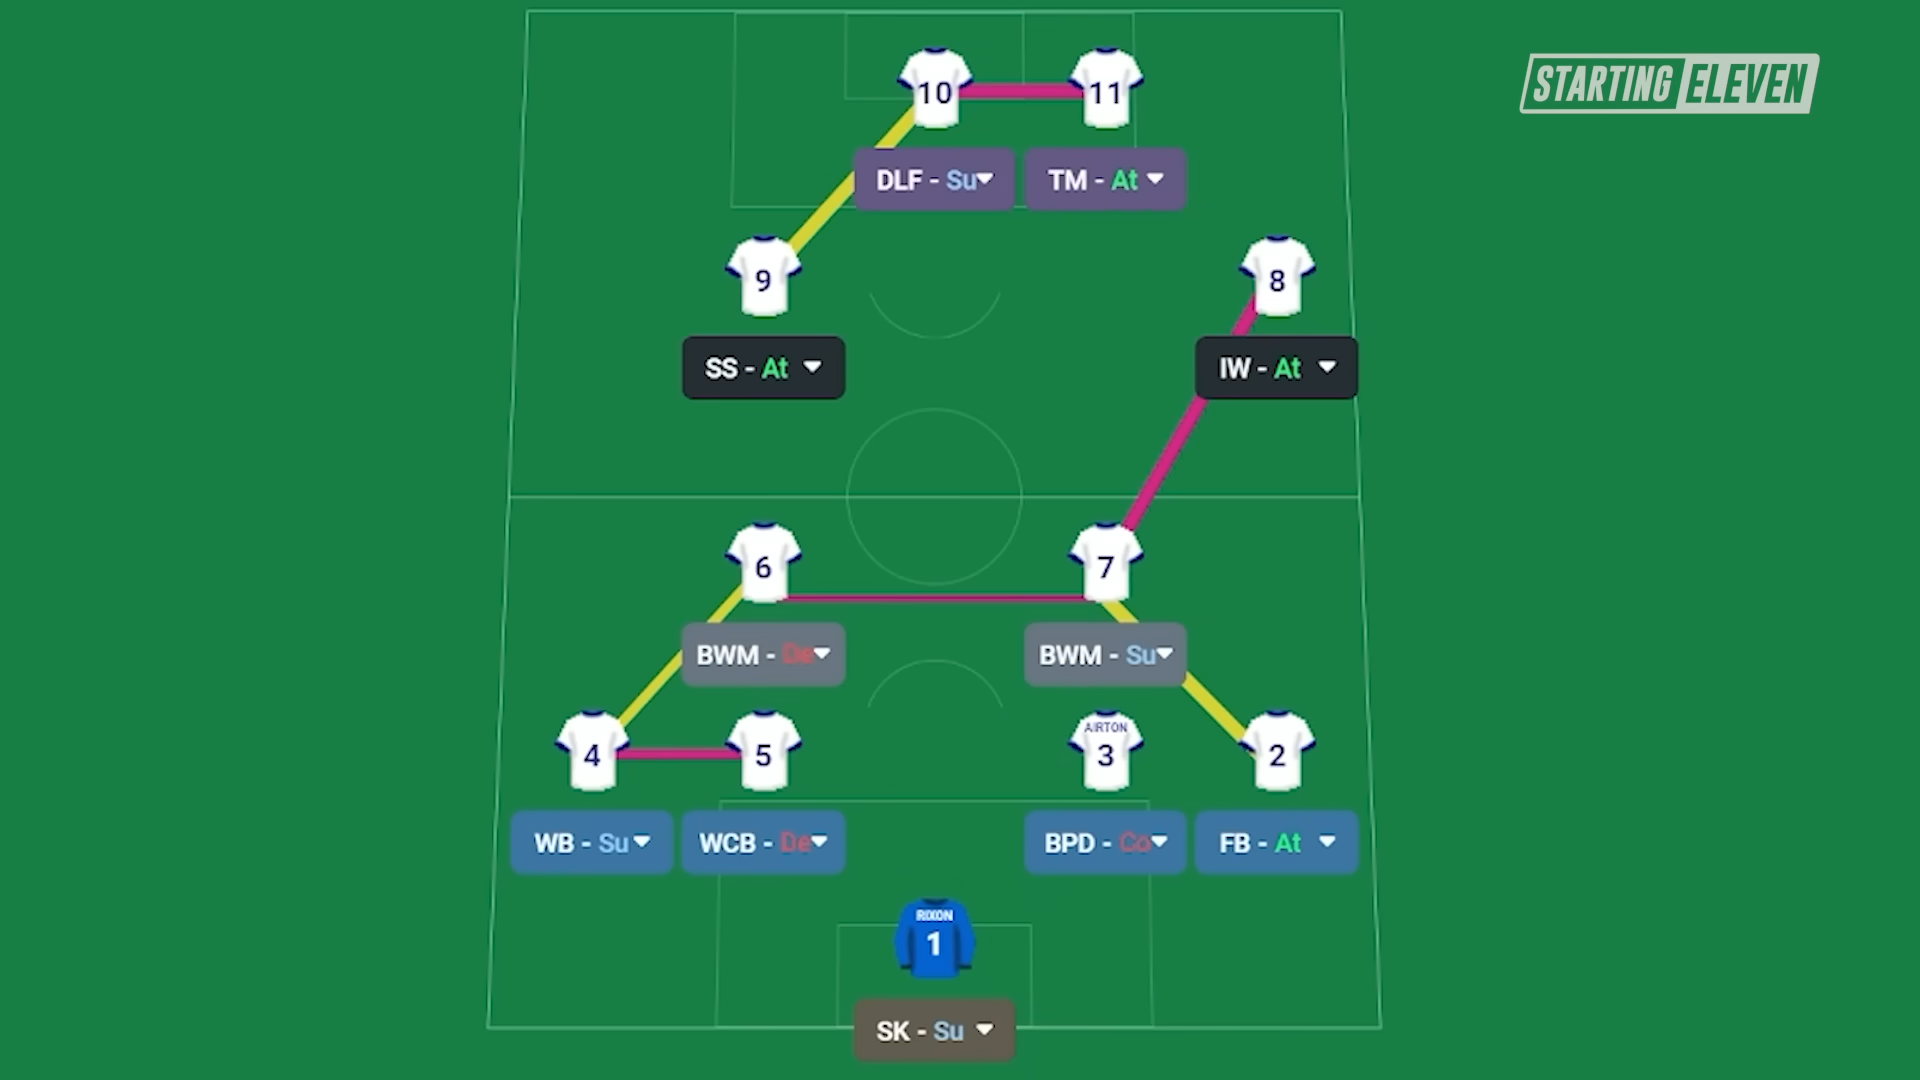 STARTING ELEVEN
10
11
DLF - Su
TM - At
9
8
SS - At
IW - At
6
7
BWM - De
BWM - Su
4
5
AIRTON
3
2
WB - Su
WCB - De
BPD - Co
FB - At
RIXON
1
SK - Su